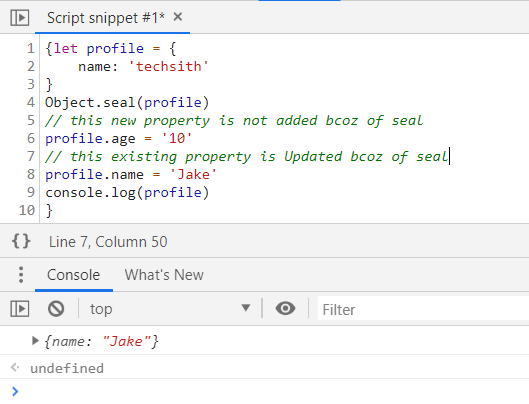 Script snippet #1* ×
1 {let profile = {
2     name: 'techsith'
3 }
4 Object.seal(profile)
5 // this new property is not added bcoz of seal
6 profile.age = '10'
7 // this existing property is Updated bcoz of seal
8 profile.name = 'Jake'
9 console.log(profile)
10 }
{} Line 7, Column 50
Console What's New
top ▼ Filter
▶ {name: "Jake"}
undefined